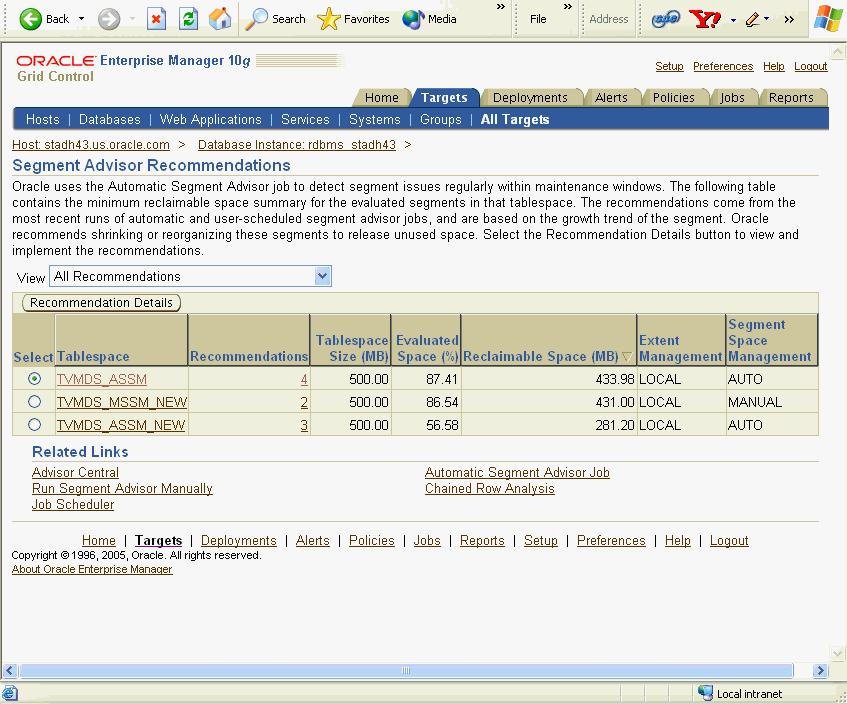 Back Search Favorites Media » File » Address »
ORACLE Enterprise Manager 10g
Grid Control
Setup Preferences Help Logout
Home Targets Deployments Alerts Policies Jobs Reports
Hosts | Databases | Web Applications | Services | Systems | Groups | All Targets
Host: stadh43.us.oracle.com > Database Instance: rdbms_stadh43 >
Segment Advisor Recommendations
Oracle uses the Automatic Segment Advisor job to detect segment issues regularly within maintenance windows. The following table
contains the minimum reclaimable space summary for the evaluated segments in that tablespace. The recommendations come from the
most recent runs of automatic and user-scheduled segment advisor jobs, and are based on the growth trend of the segment. Oracle
recommends shrinking or reorganizing these segments to release unused space. Select the Recommendation Details button to view and
implement the recommendations.
View All Recommendations
Recommendation Details
Select Tablespace Recommendations Tablespace Size (MB) Evaluated Space (%) Reclaimable Space (MB) Extent Management Segment Space Management
TVMDS_ASSM 4 500.00 87.41 433.98 LOCAL AUTO
TVMDS_MSSM_NEW 2 500.00 86.54 431.00 LOCAL MANUAL
TVMDS_ASSM_NEW 3 500.00 56.58 281.20 LOCAL AUTO
Related Links
Advisor Central Automatic Segment Advisor Job
Run Segment Advisor Manually Chained Row Analysis
Job Scheduler
Home | Targets | Deployments | Alerts | Policies | Jobs | Reports | Setup | Preferences | Help | Logout
Copyright © 1996, 2005, Oracle. All rights reserved.
About Oracle Enterprise Manager
Local intranet